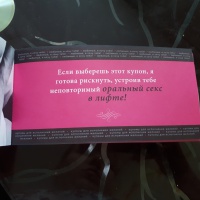 Если выберешь этот купон, я
готова рискнуть, устроив тебе
неповторимый оральный секс
в лифте!